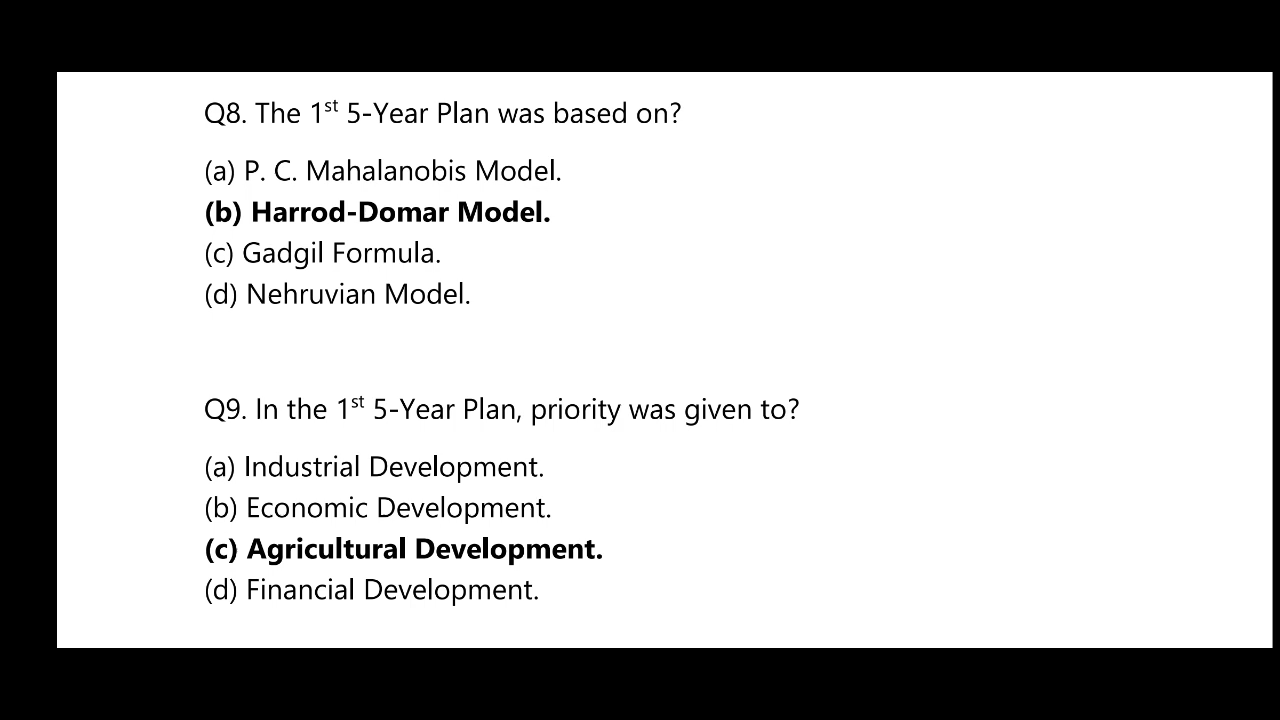 Q8. The 1st 5-Year Plan was based on?
(a) P. C. Mahalanobis Model.
(b) Harrod-Domar Model.
(c) Gadgil Formula.
(d) Nehruvian Model.
Q9. In the 1st 5-Year Plan, priority was given to?
(a) Industrial Development.
(b) Economic Development.
(c) Agricultural Development.
(d) Financial Development.